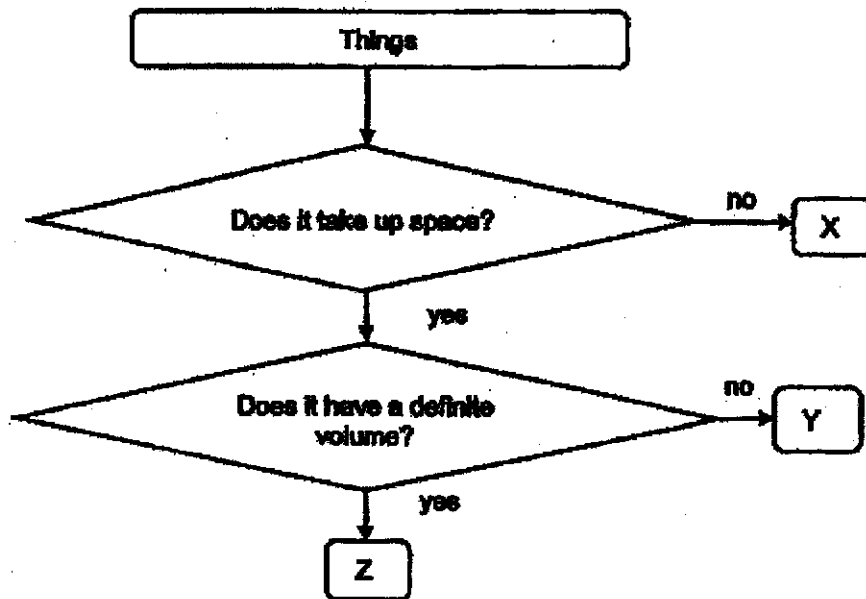 Things
Does it take up space?
no
X
yes
Does it have a definite
volume?
no
Y
yes
Z